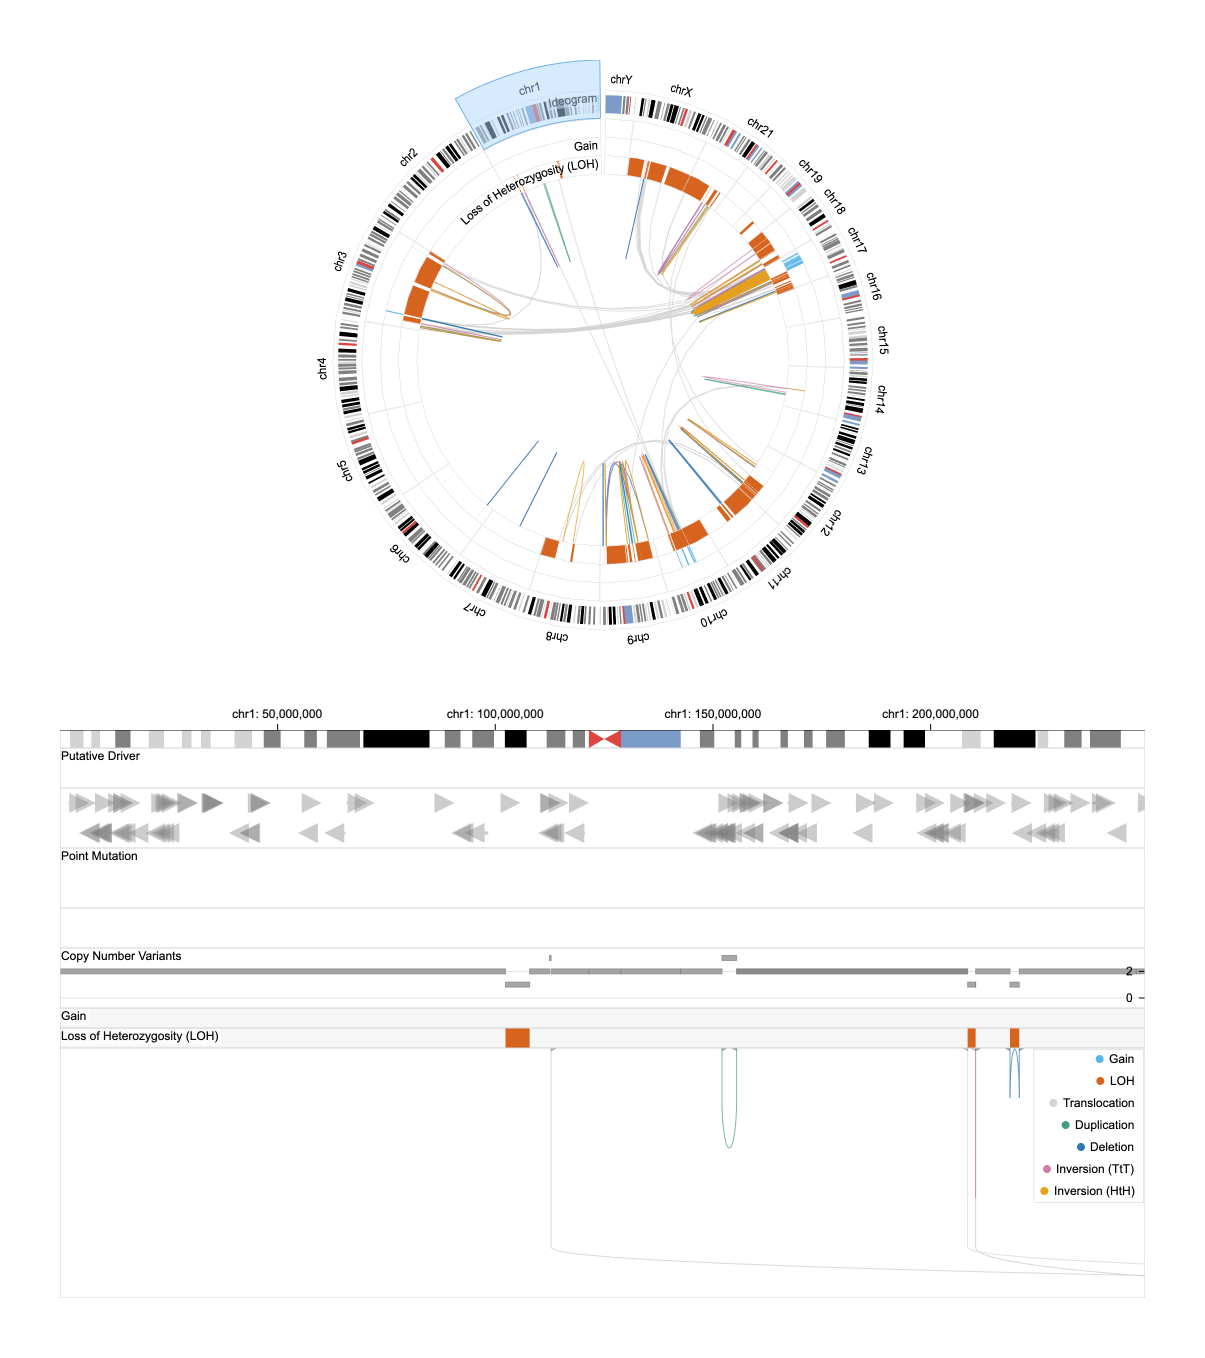 chr1
Ideogram
chrY
chrX
chr21
chr19
chr18
chr17
chr16
chr15
chr14
chr13
chr12
chr11
chr10
chr9
chr8
chr7
chr6
chr5
chr4
chr3
chr2
Gain
Loss of Heterozygosity (LOH)
chr1: 50,000,000
chr1: 100,000,000
chr1: 150,000,000
chr1: 200,000,000
Putative Driver
Point Mutation
Copy Number Variants
2
0
Gain
Loss of Heterozygosity (LOH)
Gain
LOH
Translocation
Duplication
Deletion
Inversion (TtT)
Inversion (HtH)